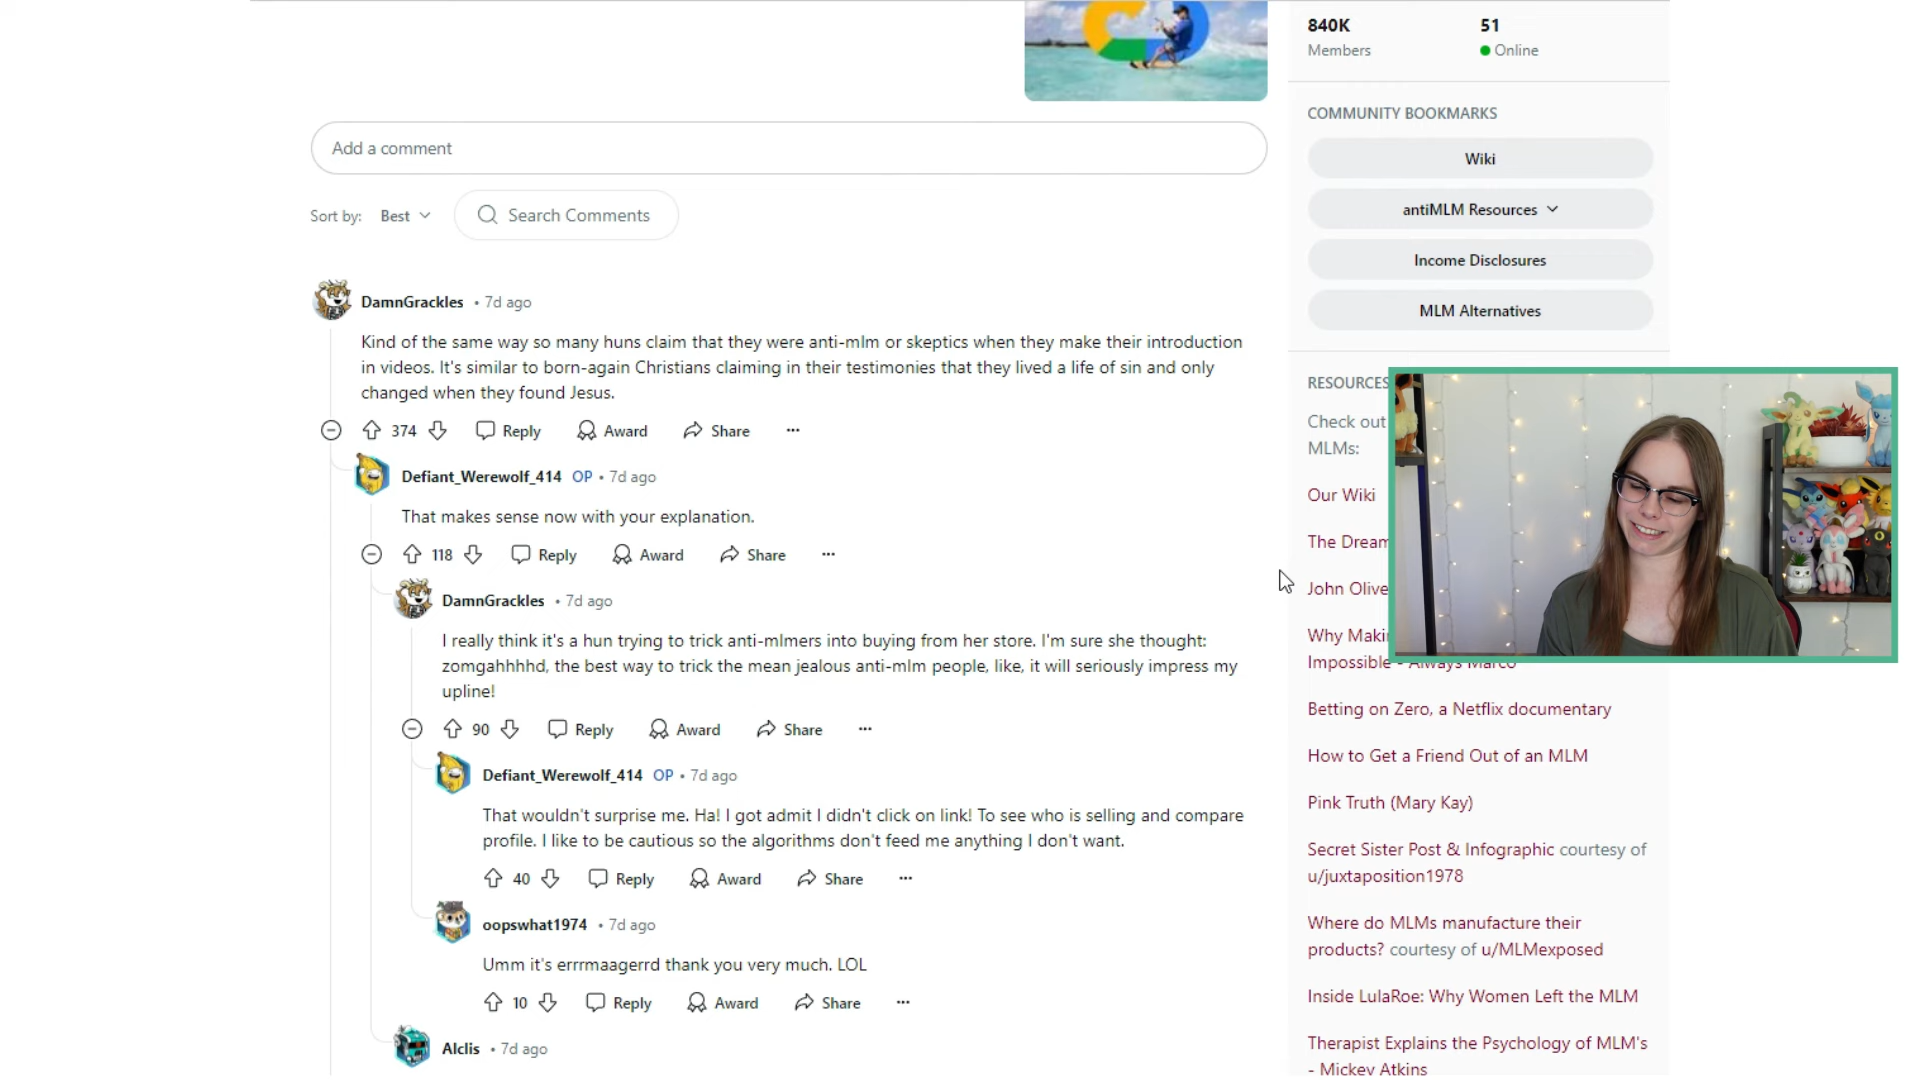 840K
51
Members
Online
COMMUNITY BOOKMARKS
Wiki
antiMLM Resources
Income Disclosures
MLM Alternatives
Add a comment
Sort by: Best
Search Comments
DamnGrackles • 7d ago
Kind of the same way so many huns claim that they were anti-mlm or skeptics when they make their introduction
in videos. It's similar to born-again Christians claiming in their testimonies that they lived a life of sin and only
changed when they found Jesus.
374 Reply Award Share ...
Defiant_Werewolf_414 OP • 7d ago
That makes sense now with your explanation.
118 Reply Award Share ...
DamnGrackles • 7d ago
I really think it's a hun trying to trick anti-mlmers into buying from her store. I'm sure she thought:
zomgahhhhd, the best way to trick the mean jealous anti-mlm people, like, it will seriously impress my
upline!
90 Reply Award Share ...
Defiant_Werewolf_414 OP • 7d ago
That wouldn't surprise me. Ha! I got admit I didn't click on link! To see who is selling and compare
profile. I like to be cautious so the algorithms don't feed me anything I don't want.
40 Reply Award Share ...
oopswhat1974 • 7d ago
Umm it's errrmaagerrd thank you very much. LOL
10 Reply Award Share ...
Alclis • 7d ago
RESOURCES
Check out
MLMs:
Our Wiki
The Dream
John Olive
Why Maki
Impossible - Always Marco
Betting on Zero, a Netflix documentary
How to Get a Friend Out of an MLM
Pink Truth (Mary Kay)
Secret Sister Post & Infographic courtesy of
u/juxtaposition1978
Where do MLMs manufacture their
products? courtesy of u/MLMexposed
Inside LulaRoe: Why Women Left the MLM
Therapist Explains the Psychology of MLM's
- Mickey Atkins